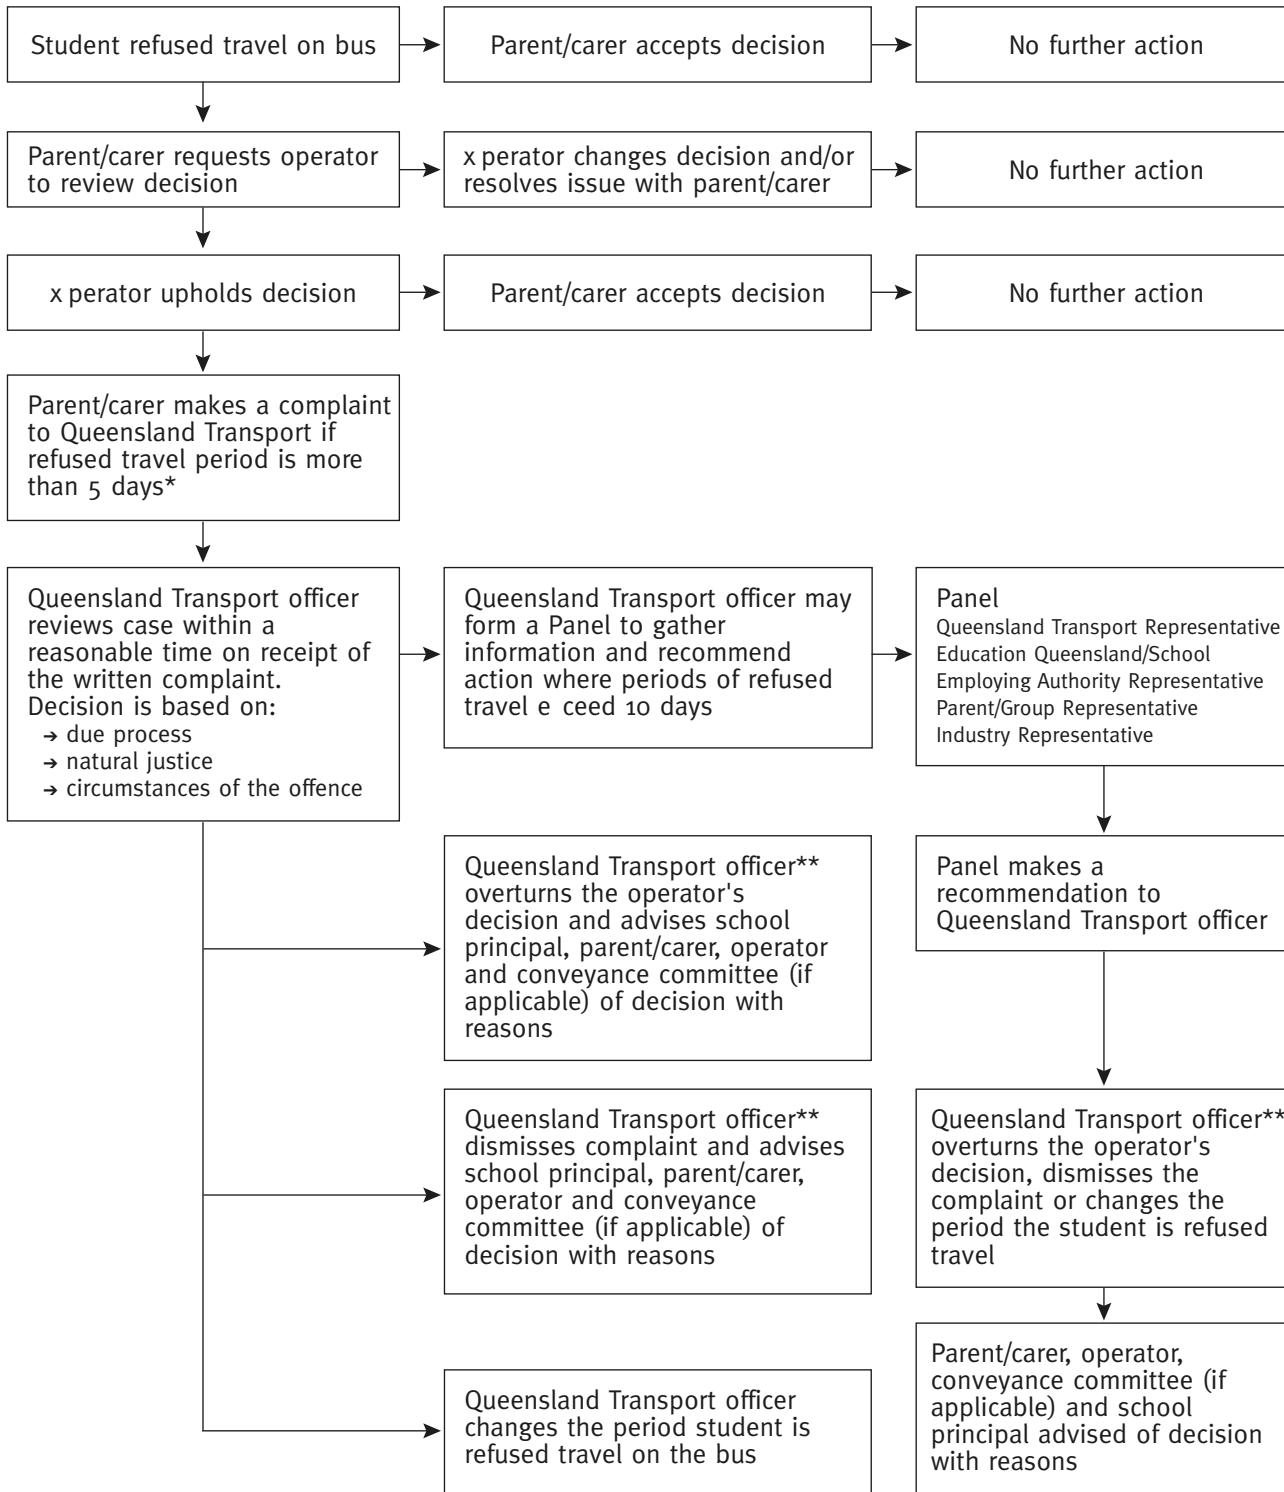 Student refused travel on bus
Parent/carer accepts decision
No further action
Parent/carer requests operator
to review decision
x perator changes decision and/or
resolves issue with parent/carer
No further action
x perator upholds decision
Parent/carer accepts decision
No further action
Parent/carer makes a complaint
to Queensland Transport if
refused travel period is more
than 5 days*
Queensland Transport officer
reviews case within a
reasonable time on receipt of
the written complaint.
Decision is based on:
→ due process
→ natural justice
→ circumstances of the offence
Queensland Transport officer may
form a Panel to gather
information and recommend
action where periods of refused
travel e ceed 10 days
Panel
Queensland Transport Representative
Education Queensland/School
Employing Authority Representative
Parent/Group Representative
Industry Representative
Queensland Transport officer**
overturns the operator's
decision and advises school
principal, parent/carer, operator
and conveyance committee (if
applicable) of decision with
reasons
Panel makes a
recommendation to
Queensland Transport officer
Queensland Transport officer**
dismisses complaint and advises
school principal, parent/carer,
operator and conveyance
committee (if applicable) of
decision with reasons
Queensland Transport officer**
overturns the operator's
decision, dismisses the
complaint or changes the
period the student is refused
travel
Queensland Transport officer
changes the period student is
refused travel on the bus
Parent/carer, operator,
conveyance committee (if
applicable) and school
principal advised of decision
with reasons